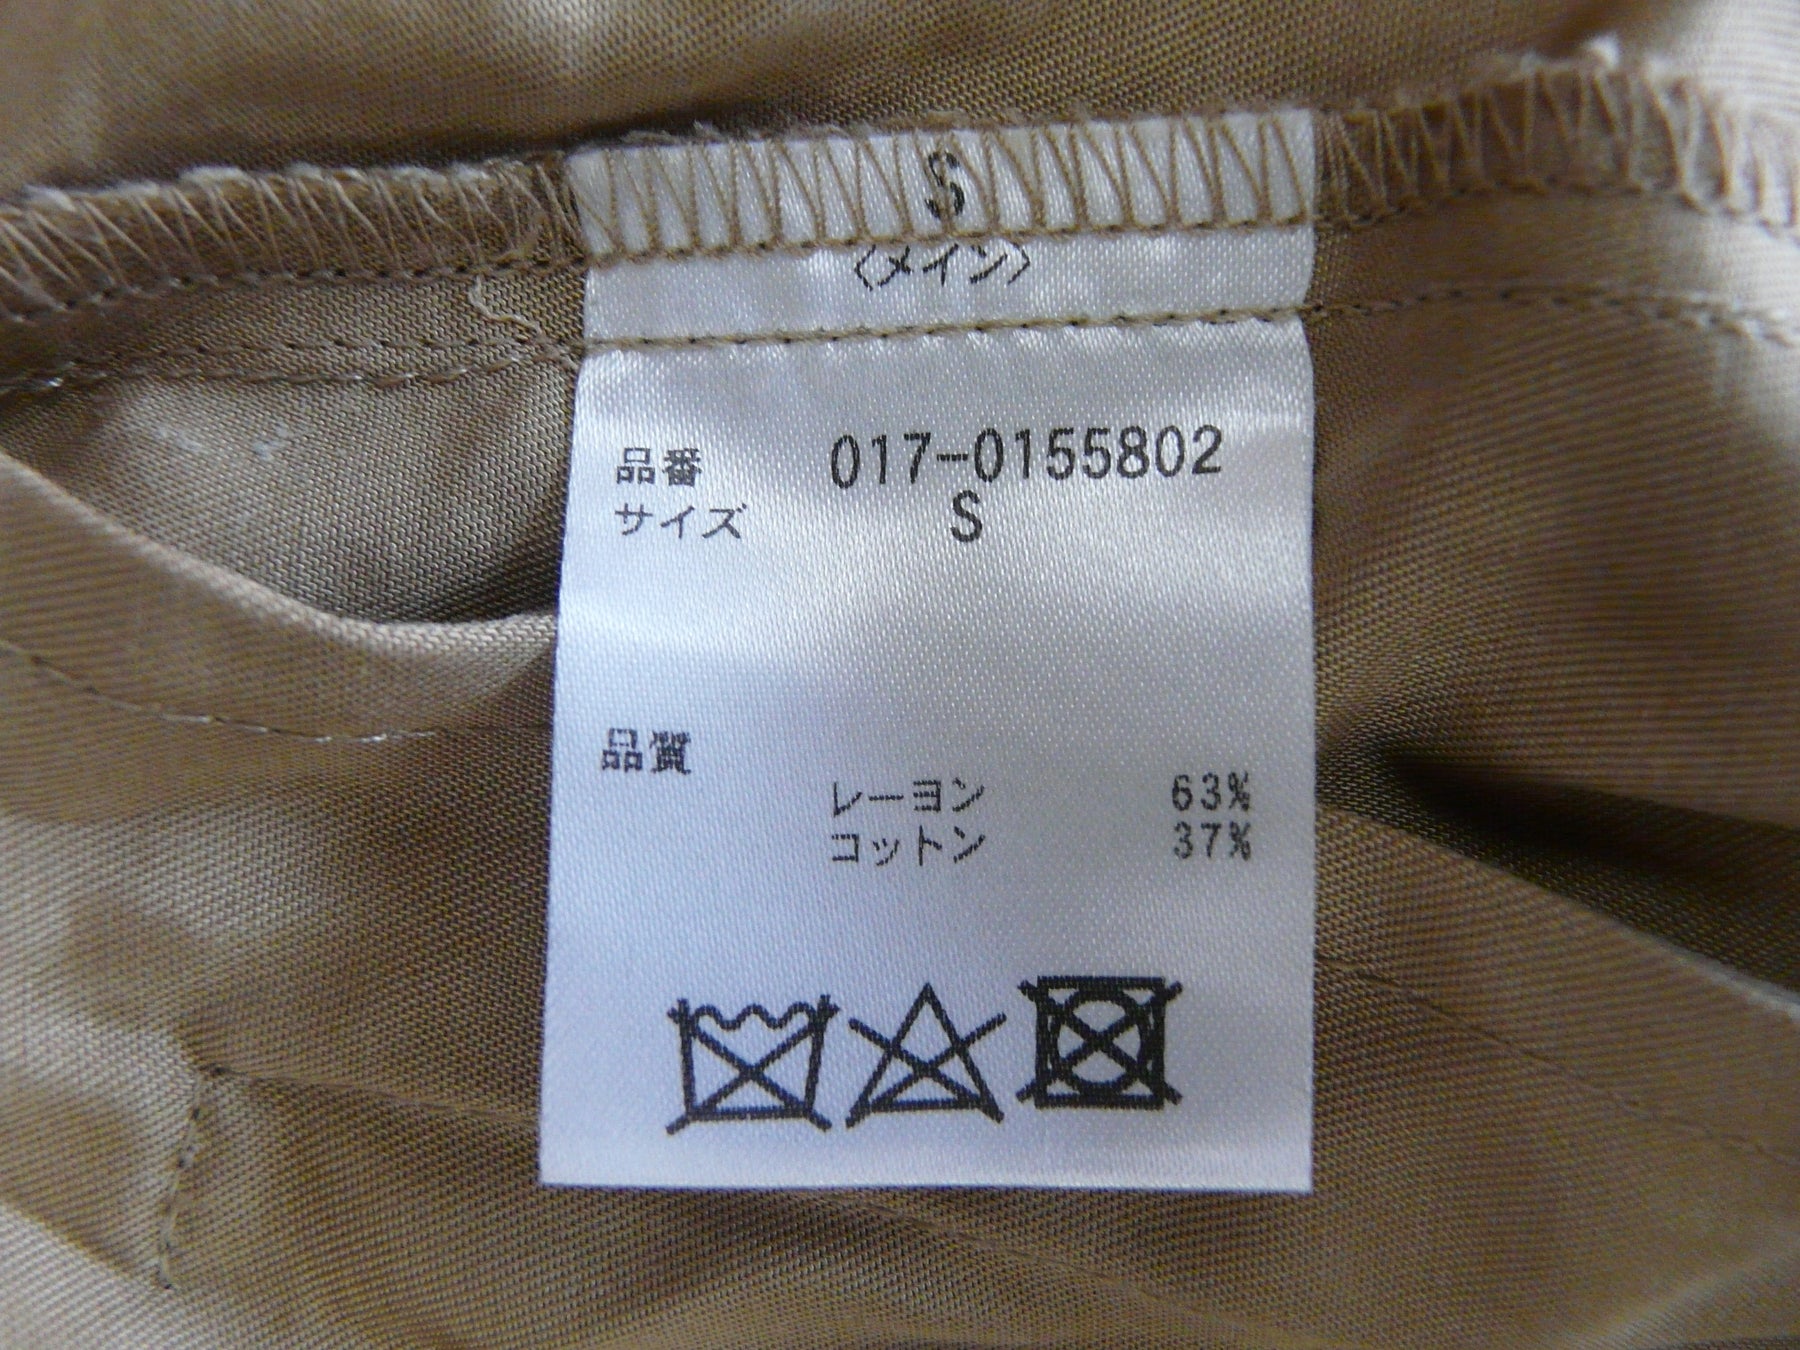 S
〈メイン〉
品番 017-0155802
サイズ S
品質
レーヨン 63%
コットン 37%